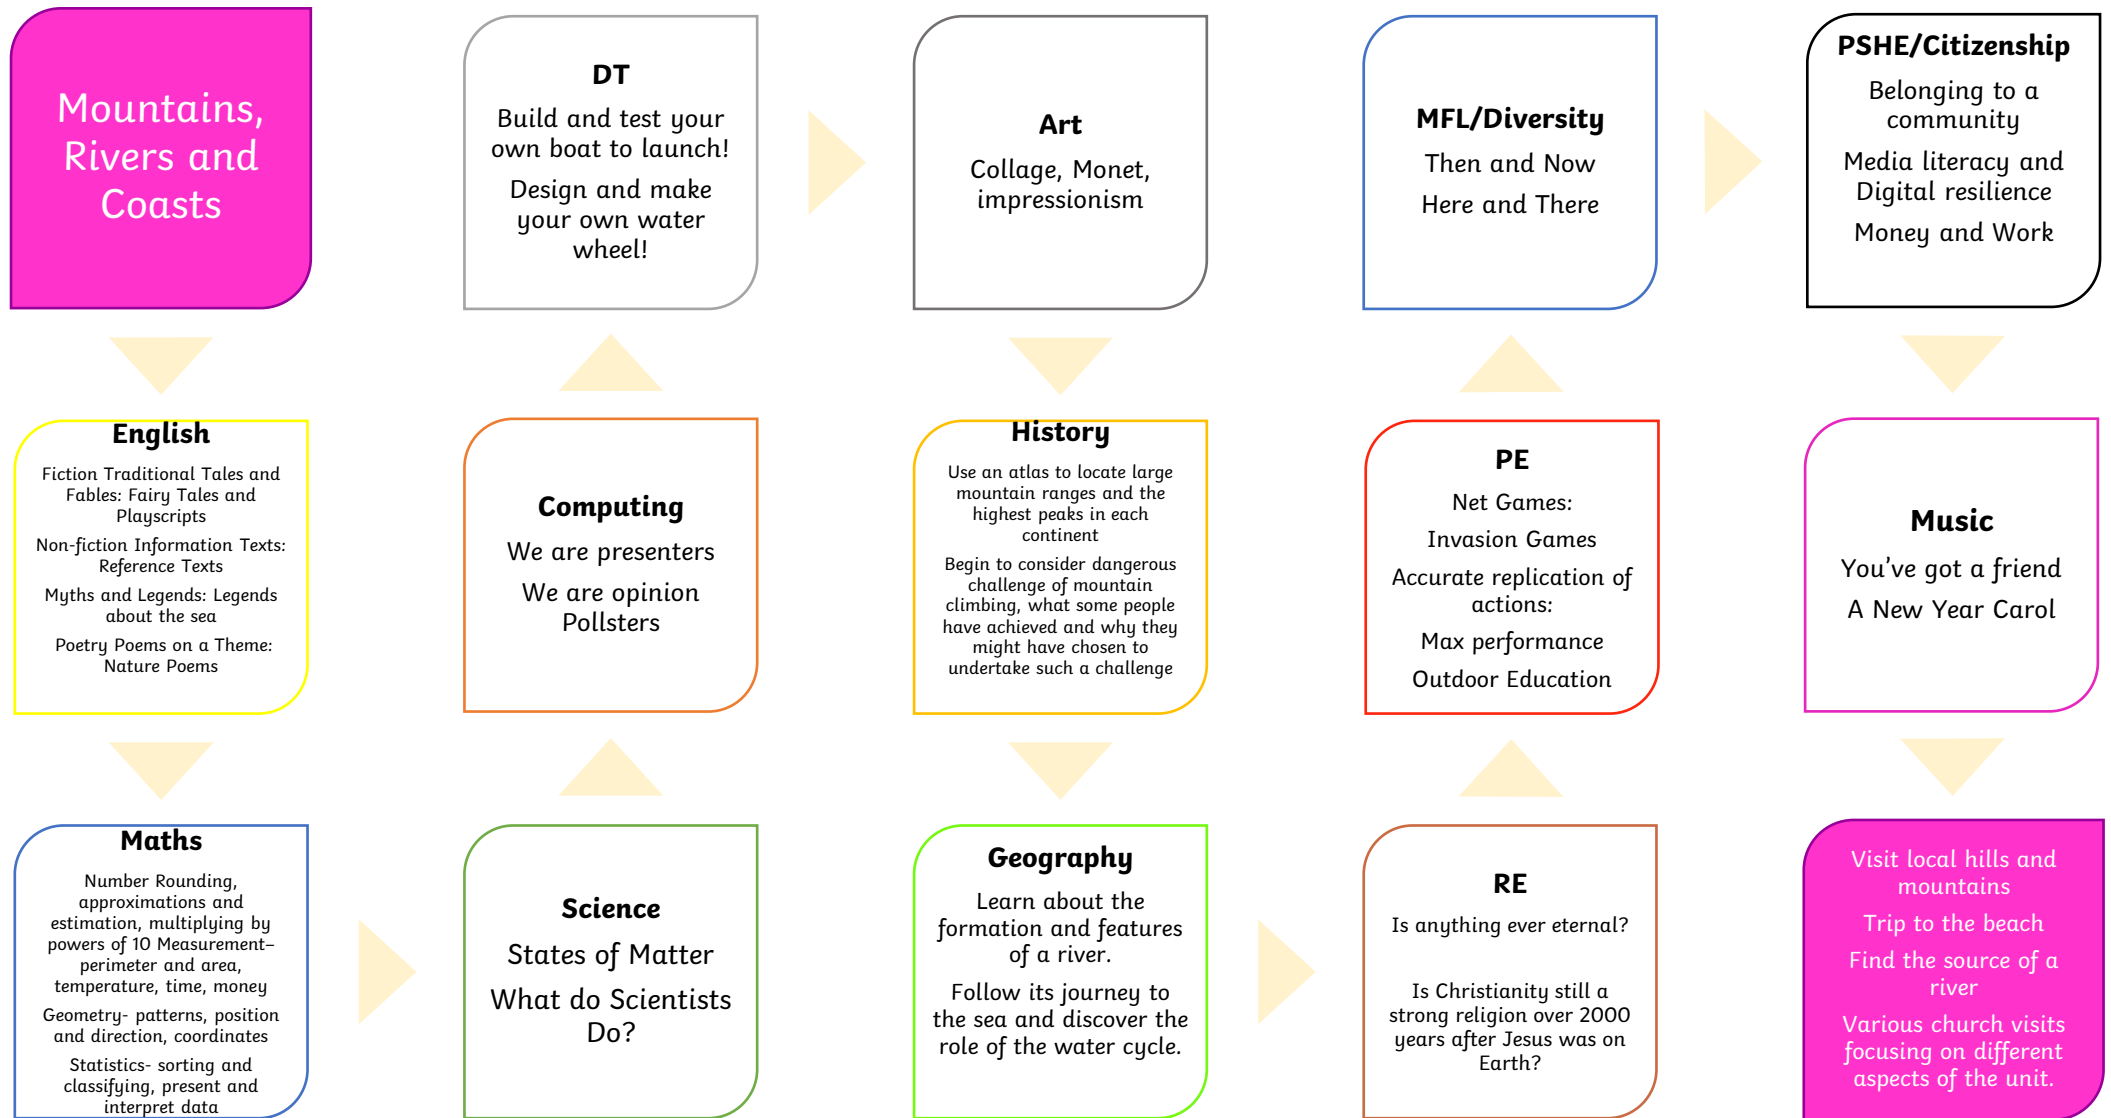 Mountains,
Rivers and
Coasts
English
Fiction Traditional Tales and
Fables: Fairy Tales and
Playscripts
Non-fiction Information Texts:
Reference Texts
Myths and Legends: Legends
about the sea
Poetry Poems on a Theme:
Nature Poems
Maths
Number Rounding,
approximations and
estimation, multiplying by
powers of 10 Measurement–
perimeter and area,
temperature, time, money
Geometry- patterns, position
and direction, coordinates
Statistics- sorting and
classifying, present and
interpret data
Science
States of Matter
What do Scientists
Do?
Computing
We are presenters
We are opinion
Pollsters
DT
Build and test your
own boat to launch!
Design and make
your own water
wheel!
Art
Collage, Monet,
impressionism
History
Use an atlas to locate large
mountain ranges and the
highest peaks in each
continent
Begin to consider dangerous
challenge of mountain
climbing, what some people
have achieved and why they
might have chosen to
undertake such a challenge
Geography
Learn about the
formation and features
of a river.
Follow its journey to
the sea and discover the
role of the water cycle.
RE
Is anything ever eternal?
Is Christianity still a
strong religion over 2000
years after Jesus was on
Earth?
PE
Net Games:
Invasion Games
Accurate replication of
actions:
Max performance
Outdoor Education
MFL/Diversity
Then and Now
Here and There
PSHE/Citizenship
Belonging to a
community
Media literacy and
Digital resilience
Money and Work
Music
You've got a friend
A New Year Carol
Visit local hills and
mountains
Trip to the beach
Find the source of a
river
Various church visits
focusing on different
aspects of the unit.